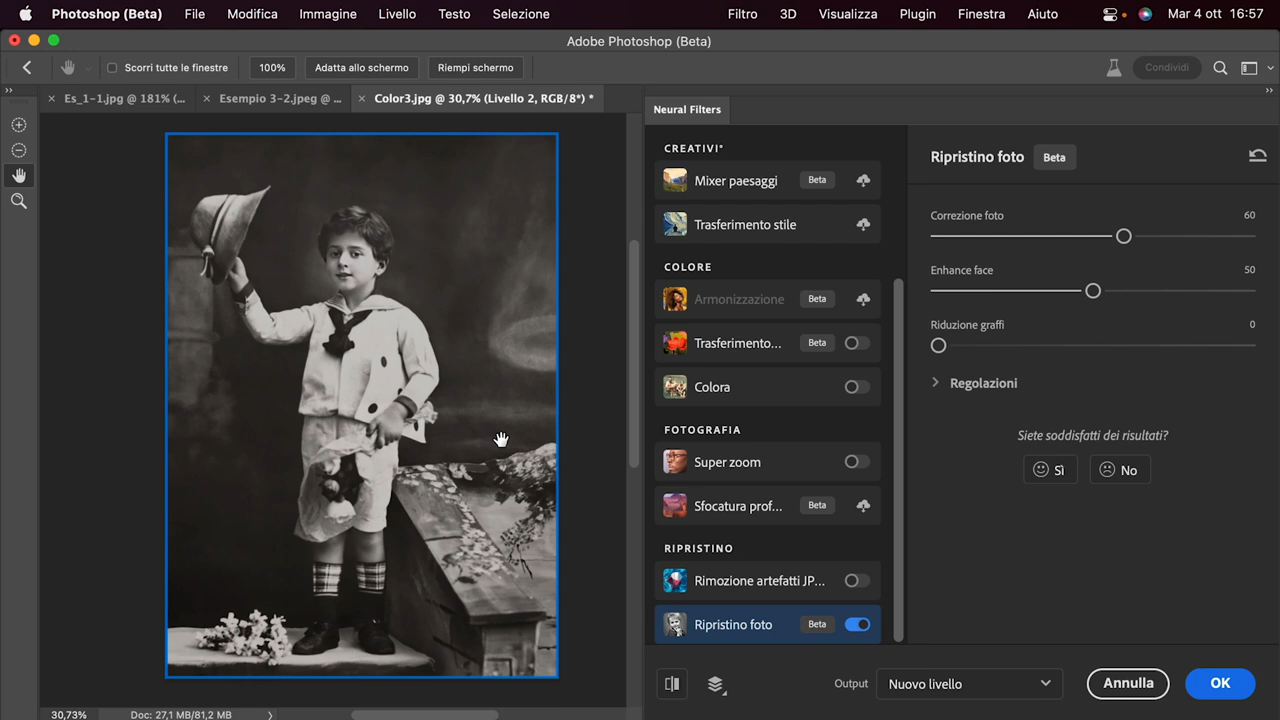 Photoshop (Beta) File Modifica Immagine Livello Testo Selezione Filtro 3D Visualizza Plugin Finestra Aiuto Mar 4 ott 16:57
Adobe Photoshop (Beta)
Scorri tutte le finestre 100% Adatta allo schermo Riempi schermo Condividi
Es_1-1.jpg @ 181% (... Esempio 3-2.jpeg @ ... Color3.jpg @ 30,7% (Livello 2, RGB/8*) *
Neural Filters
CREATIVI*
Mixer paesaggi Beta
Trasferimento stile
COLORE
Armonizzazione Beta
Trasferimento... Beta
Colora
FOTOGRAFIA
Super zoom
Sfocatura prof... Beta
RIPRISTINO
Rimozione artefatti JP...
Ripristino foto Beta
Ripristino foto Beta
Correzione foto 60
Enhance face 50
Riduzione graffi 0
Regolazioni
Siete soddisfatti dei risultati?
Sì No
Output Nuovo livello Annulla OK
30,73% Doc: 27,1 MB/81,2 MB